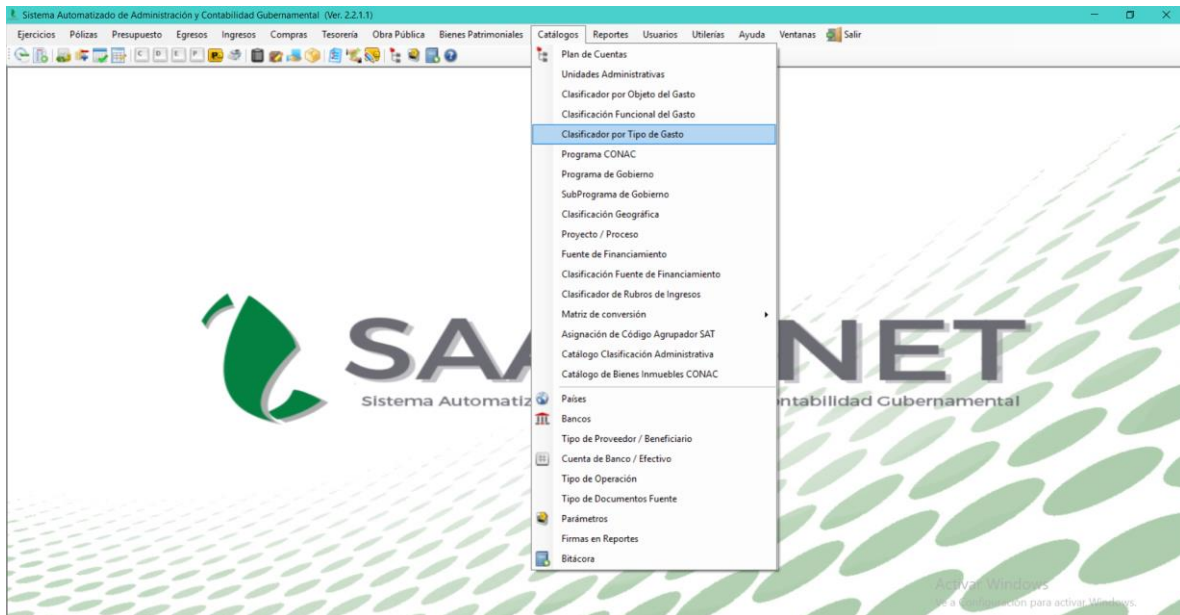 Sistema Automatizado de Administración y Contabilidad Gubernamental (Ver. 2.2.1.1)
Ejercicios Pólizas Presupuesto Egresos Ingresos Compras Tesorería Obra Pública Bienes Patrimoniales Catálogos Reportes Usuarios Utilerías Ayuda Ventanas Salir
Plan de Cuentas
Unidades Administrativas
Clasificador por Objeto del Gasto
Clasificación Funcional del Gasto
Clasificador por Tipo de Gasto
Programa CONAC
Programa de Gobierno
SubPrograma de Gobierno
Clasificación Geográfica
Proyecto / Proceso
Fuente de Financiamiento
Clasificación Fuente de Financiamiento
Clasificador de Rubros de Ingresos
Matriz de conversión
Asignación de Código Agrupador SAT
Catálogo Clasificación Administrativa
Catálogo de Bienes Inmuebles CONAC
Países
Bancos
Tipo de Proveedor / Beneficiario
Cuenta de Banco / Efectivo
Tipo de Operación
Tipo de Documentos Fuente
Parámetros
Firmas en Reportes
Bitácora
SAA NET
Sistema Automatiz ntabilidad Gubernamental
Activar Windows
Ve a Configuración para activar Windows.